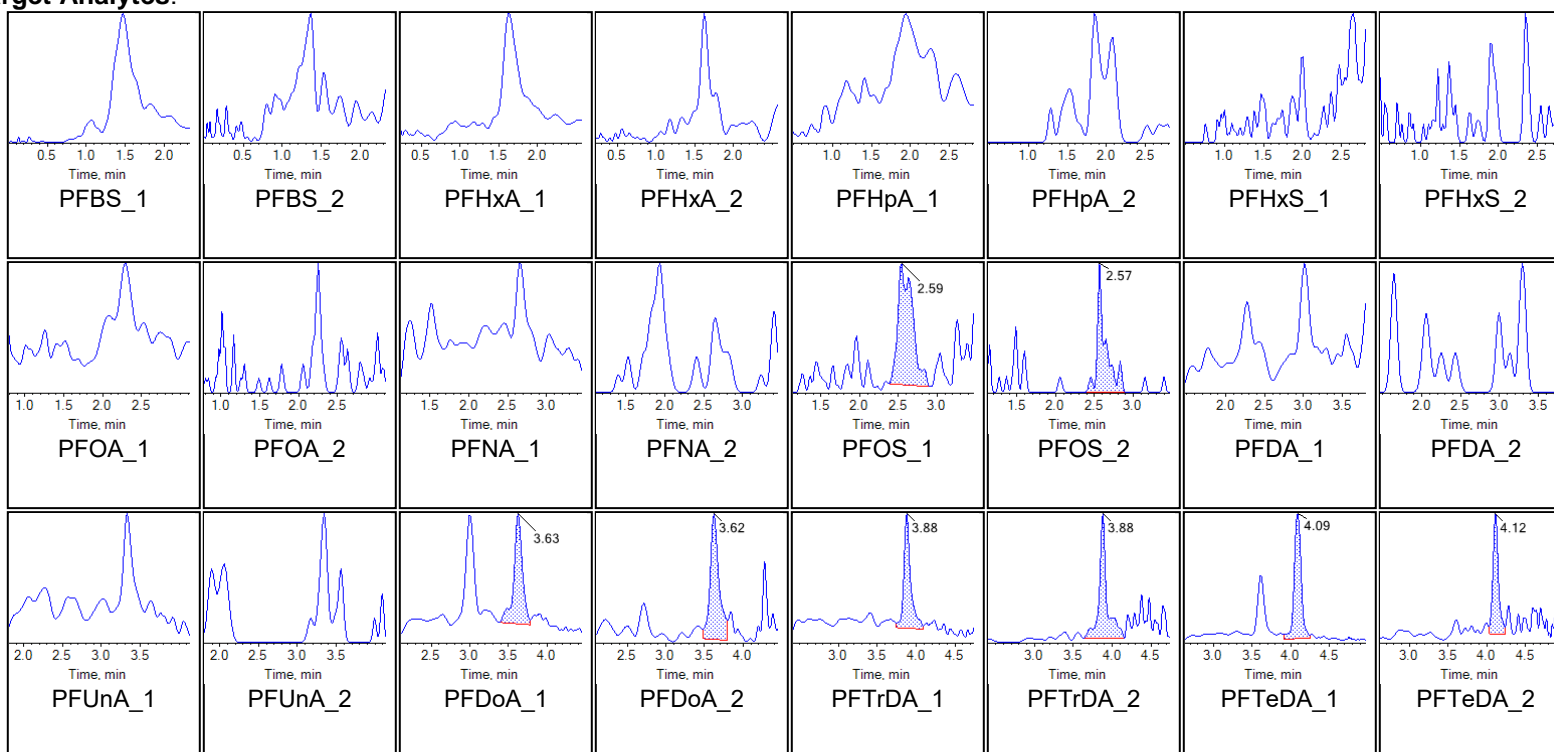 arget Analytes:
0.5 1.0 1.5 2.0 0.5 1.0 1.5 2.0 0.5 1.0 1.5 2.0 0.5 1.0 1.5 2.0 1.0 1.5 2.0 2.5 1.0 1.5 2.0 2.5 1.0 1.5 2.0 2.5 1.0 1.5 2.0 2.5
Time, min Time, min Time, min Time, min Time, min Time, min Time, min Time, min
PFBS_1 PFBS_2 PFHxA_1 PFHxA_2 PFHpA_1 PFHpA_2 PFHxS_1 PFHxS_2
2.59 2.57
1.0 1.5 2.0 2.5 1.0 1.5 2.0 2.5 1.5 2.0 2.5 3.0 1.5 2.0 2.5 3.0 1.5 2.0 2.5 3.0 1.5 2.0 2.5 3.0 2.0 2.5 3.0 3.5 2.0 2.5 3.0 3.5
Time, min Time, min Time, min Time, min Time, min Time, min Time, min Time, min
PFOA_1 PFOA_2 PFNA_1 PFNA_2 PFOS_1 PFOS_2 PFDA_1 PFDA_2
3.63 3.62 3.88 3.88 4.09 4.12
2.0 2.5 3.0 3.5 2.0 2.5 3.0 3.5 2.5 3.0 3.5 4.0 2.5 3.0 3.5 4.0 3.0 3.5 4.0 4.5 3.0 3.5 4.0 4.5 3.0 3.5 4.0 4.5 3.0 3.5 4.0 4.5
Time, min Time, min Time, min Time, min Time, min Time, min Time, min Time, min
PFUnA_1 PFUnA_2 PFDoA_1 PFDoA_2 PFTrDA_1 PFTrDA_2 PFTeDA_1 PFTeDA_2